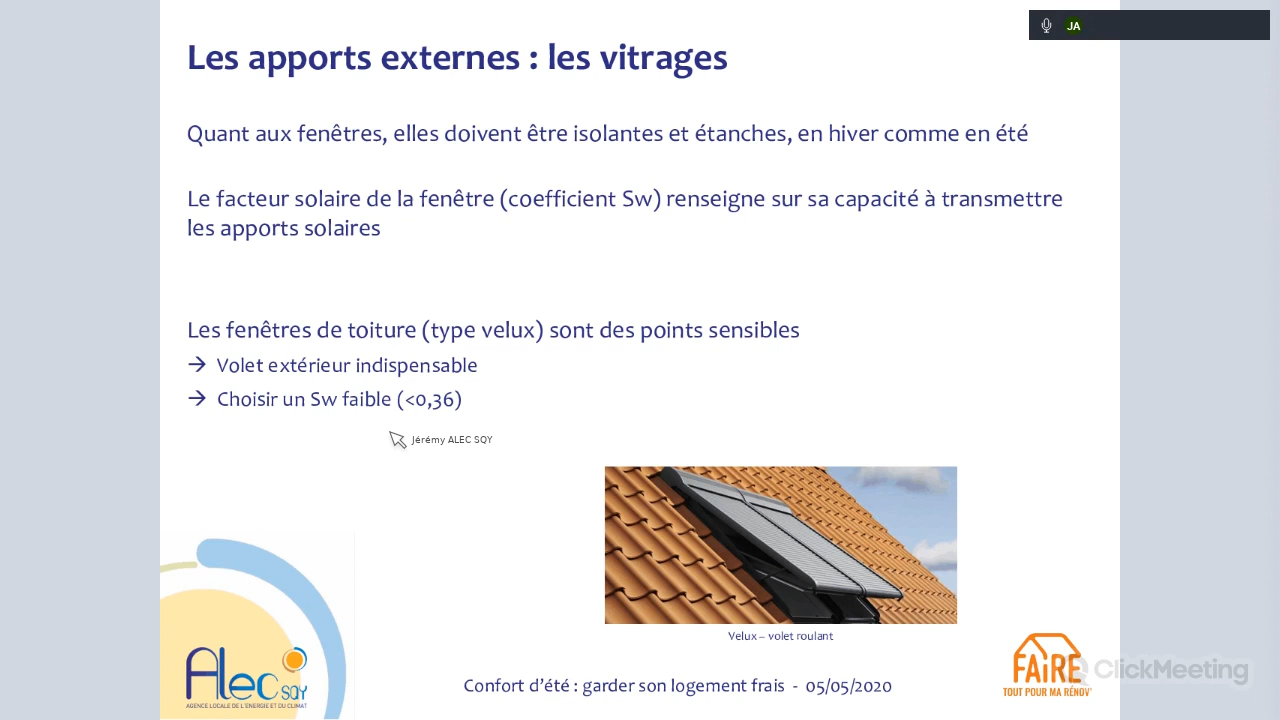 JA
Les apports externes : les vitrages
Quant aux fenêtres, elles doivent être isolantes et étanches, en hiver comme en été
Le facteur solaire de la fenêtre (coefficient Sw) renseigne sur sa capacité à transmettre
les apports solaires
Les fenêtres de toiture (type velux) sont des points sensibles
→ Volet extérieur indispensable
→ Choisir un Sw faible (<0,36)
Jérémy ALEC SQY
Velux – volet roulant
Alec SQY
AGENCE LOCALE DE L'ENERGIE ET DU CLIMAT
Confort d'été : garder son logement frais - 05/05/2020
FAiRE
TOUT POUR MA RÉNOV'
ClickMeeting